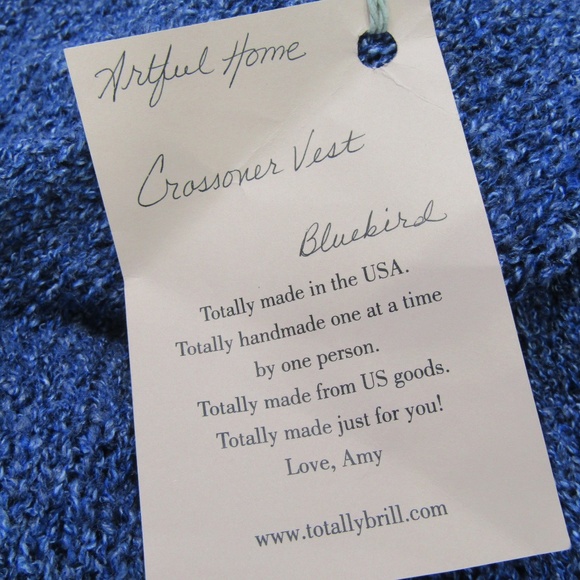 Artful Home
Crossover Vest
Bluebird
Totally made in the USA.
Totally handmade one at a time
by one person.
Totally made from US goods.
Totally made just for you!
Love, Amy
www.totallybrill.com